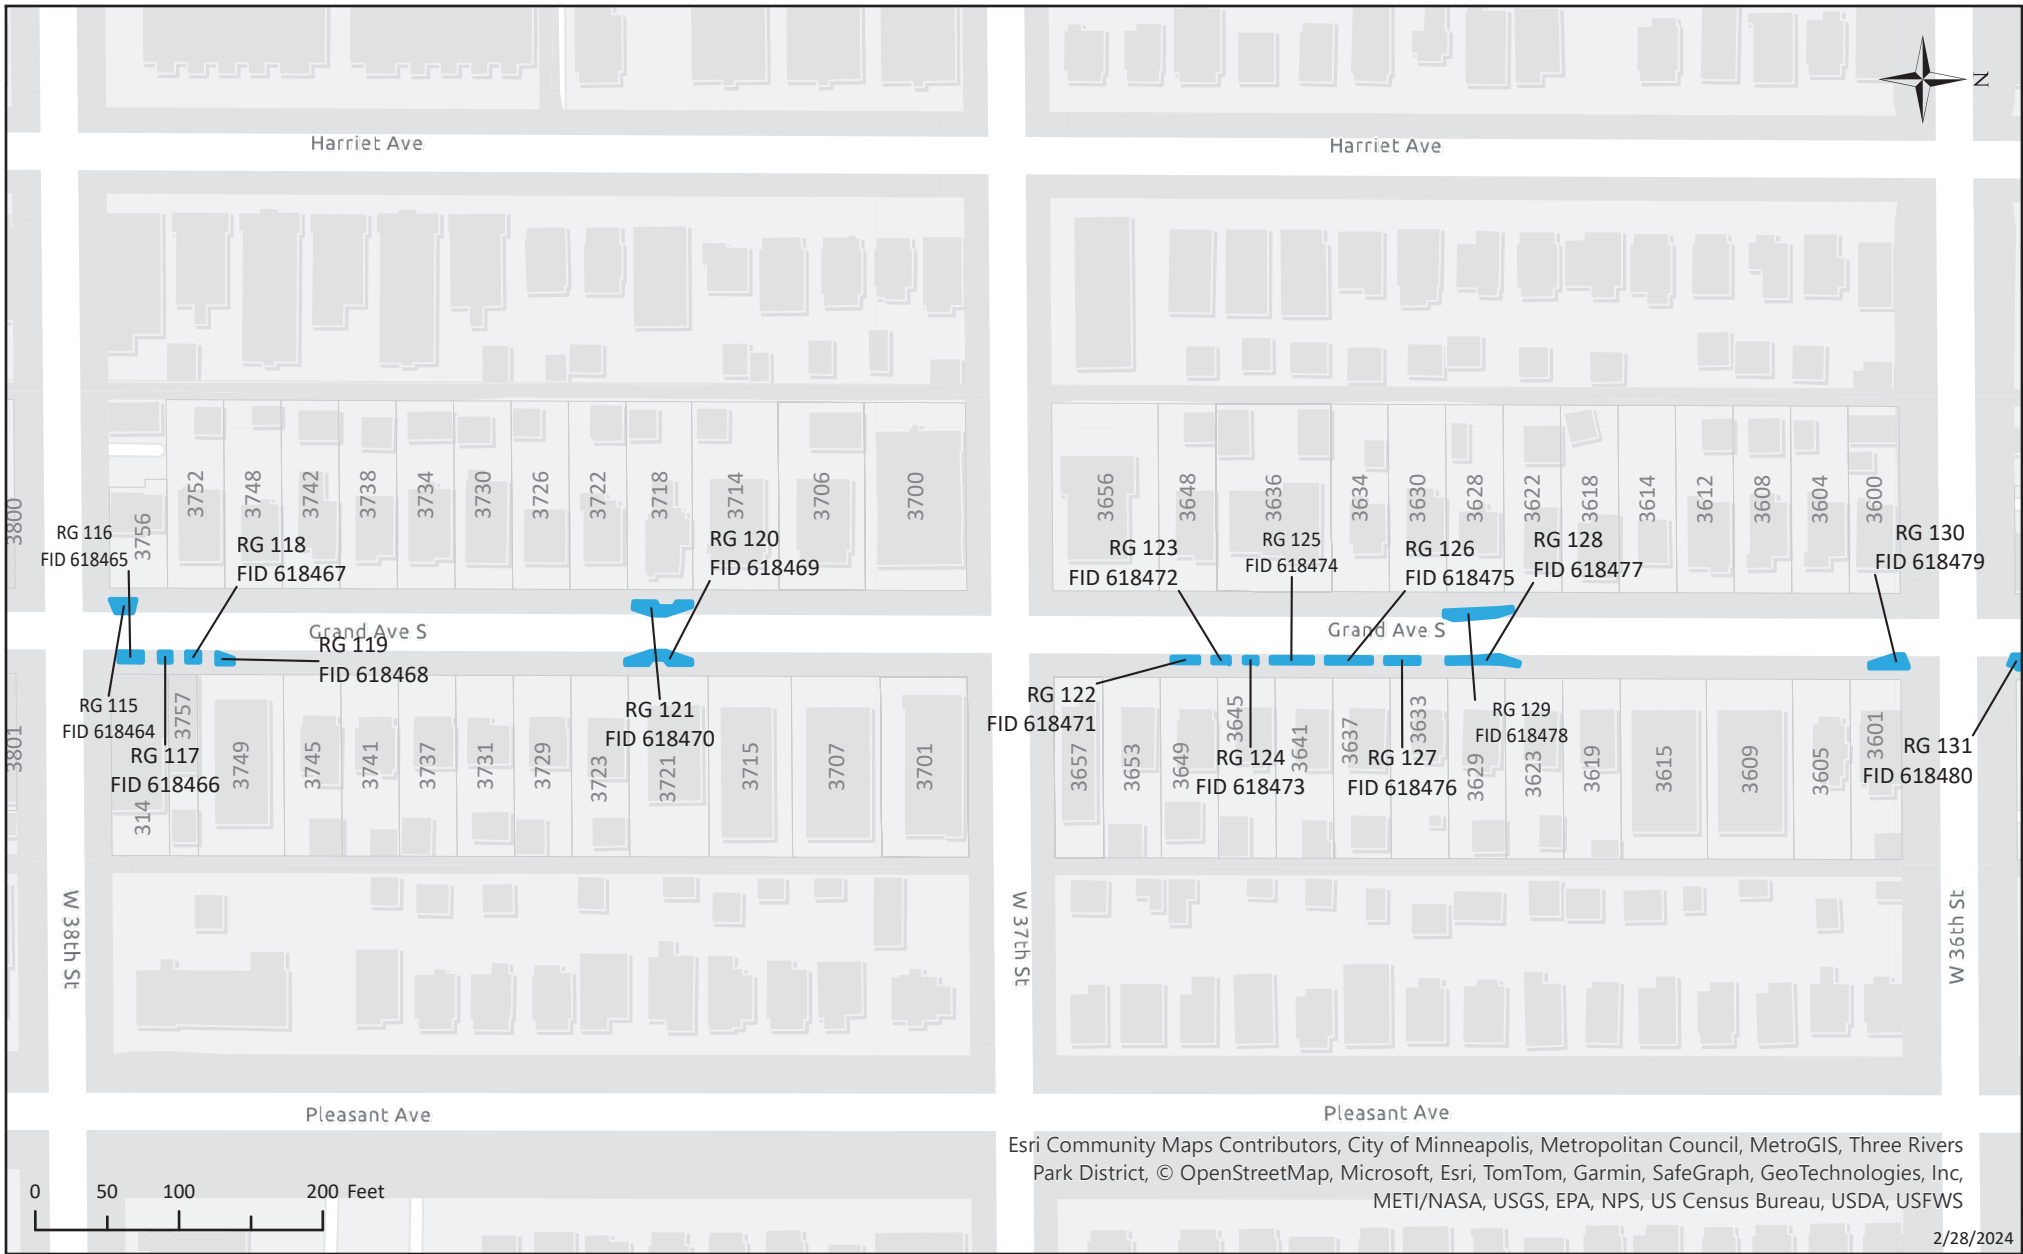 N
Harriet Ave
Harriet Ave
3800
3756
3752
3748
3742
3738
3734
3730
3726
3722
3718
3714
3706
3700
3656
3648
3636
3634
3630
3628
3622
3618
3614
3612
3608
3604
3600
RG 116
FID 618465
RG 118
FID 618467
RG 120
FID 618469
RG 123
FID 618472
RG 125
FID 618474
RG 126
FID 618475
RG 128
FID 618477
RG 130
FID 618479
Grand Ave S
Grand Ave S
RG 119
FID 618468
RG 115
FID 618464
RG 117
FID 618466
RG 121
FID 618470
RG 122
FID 618471
RG 124
FID 618473
RG 127
FID 618476
RG 129
FID 618478
RG 131
FID 618480
3801
314
3757
3749
3745
3741
3737
3731
3729
3723
3721
3715
3707
3701
3657
3653
3649
3645
3641
3637
3633
3629
3623
3619
3615
3609
3605
3601
W 38th St
W 37th St
W 36th St
Pleasant Ave
Pleasant Ave
0 50 100 200 Feet
Esri Community Maps Contributors, City of Minneapolis, Metropolitan Council, MetroGIS, Three Rivers
Park District, © OpenStreetMap, Microsoft, Esri, TomTom, Garmin, SafeGraph, GeoTechnologies, Inc,
METI/NASA, USGS, EPA, NPS, US Census Bureau, USDA, USFWS
2/28/2024